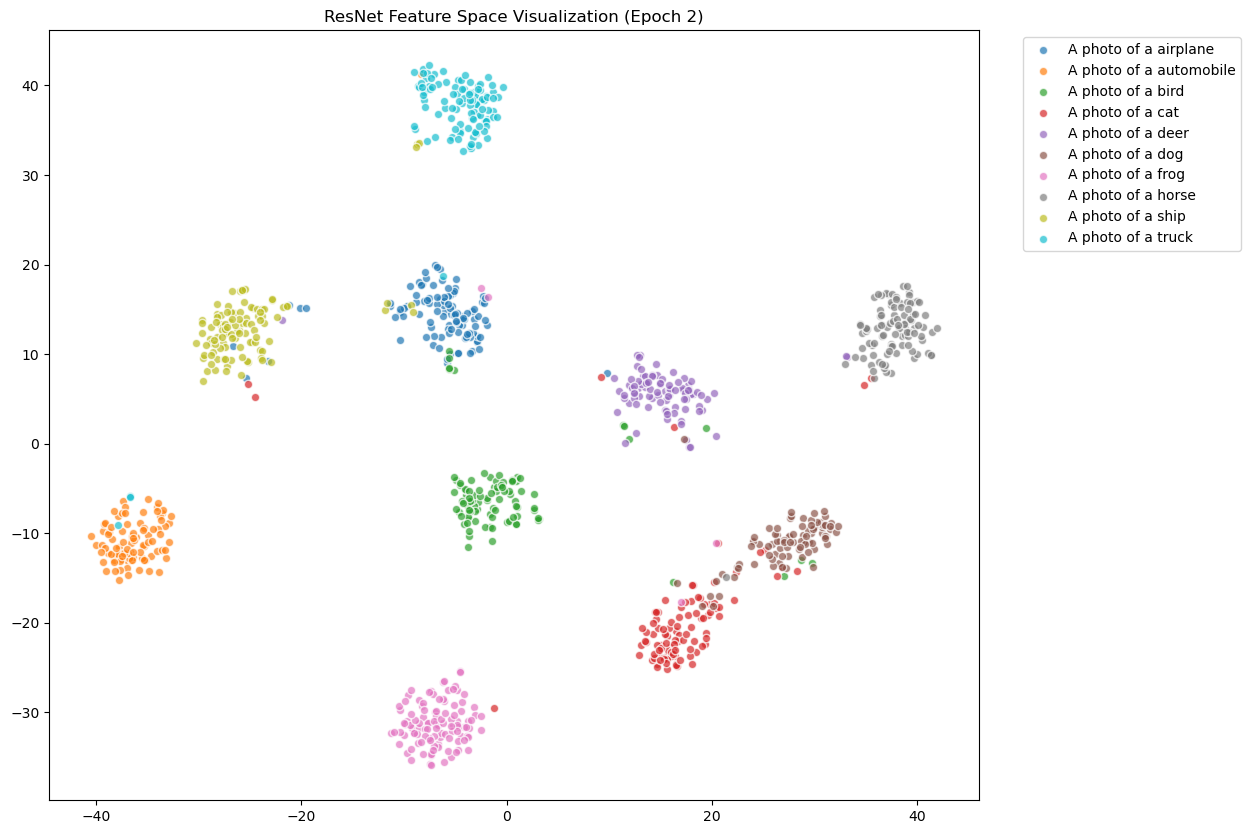 ResNet Feature Space Visualization (Epoch 2)
A photo of a airplane
A photo of a automobile
A photo of a bird
A photo of a cat
A photo of a deer
A photo of a dog
A photo of a frog
A photo of a horse
A photo of a ship
A photo of a truck
40
30
20
10
0
−10
−20
−30
−40 −20 0 20 40